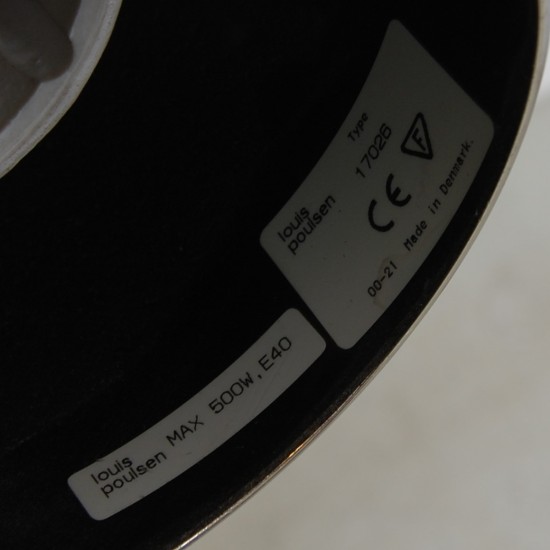 louis
poulsen
Type
17026
CE
F
00-21 Made in Denmark.
louis
poulsen MAX 500W, E40